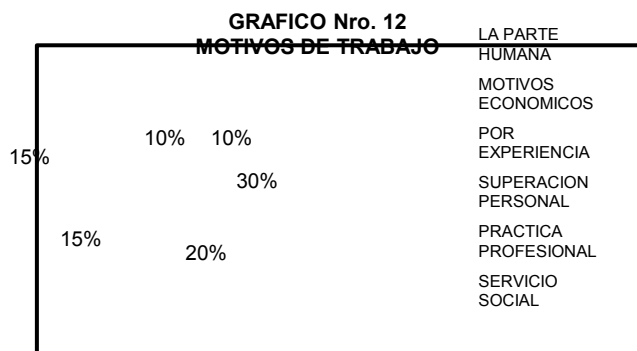 GRAFICO Nro. 12
MOTIVOS DE TRABAJO
15%
10%
10%
30%
15%
20%
LA PARTE
HUMANA
MOTIVOS
ECONOMICOS
POR
EXPERIENCIA
SUPERACION
PERSONAL
PRACTICA
PROFESIONAL
SERVICIO
SOCIAL